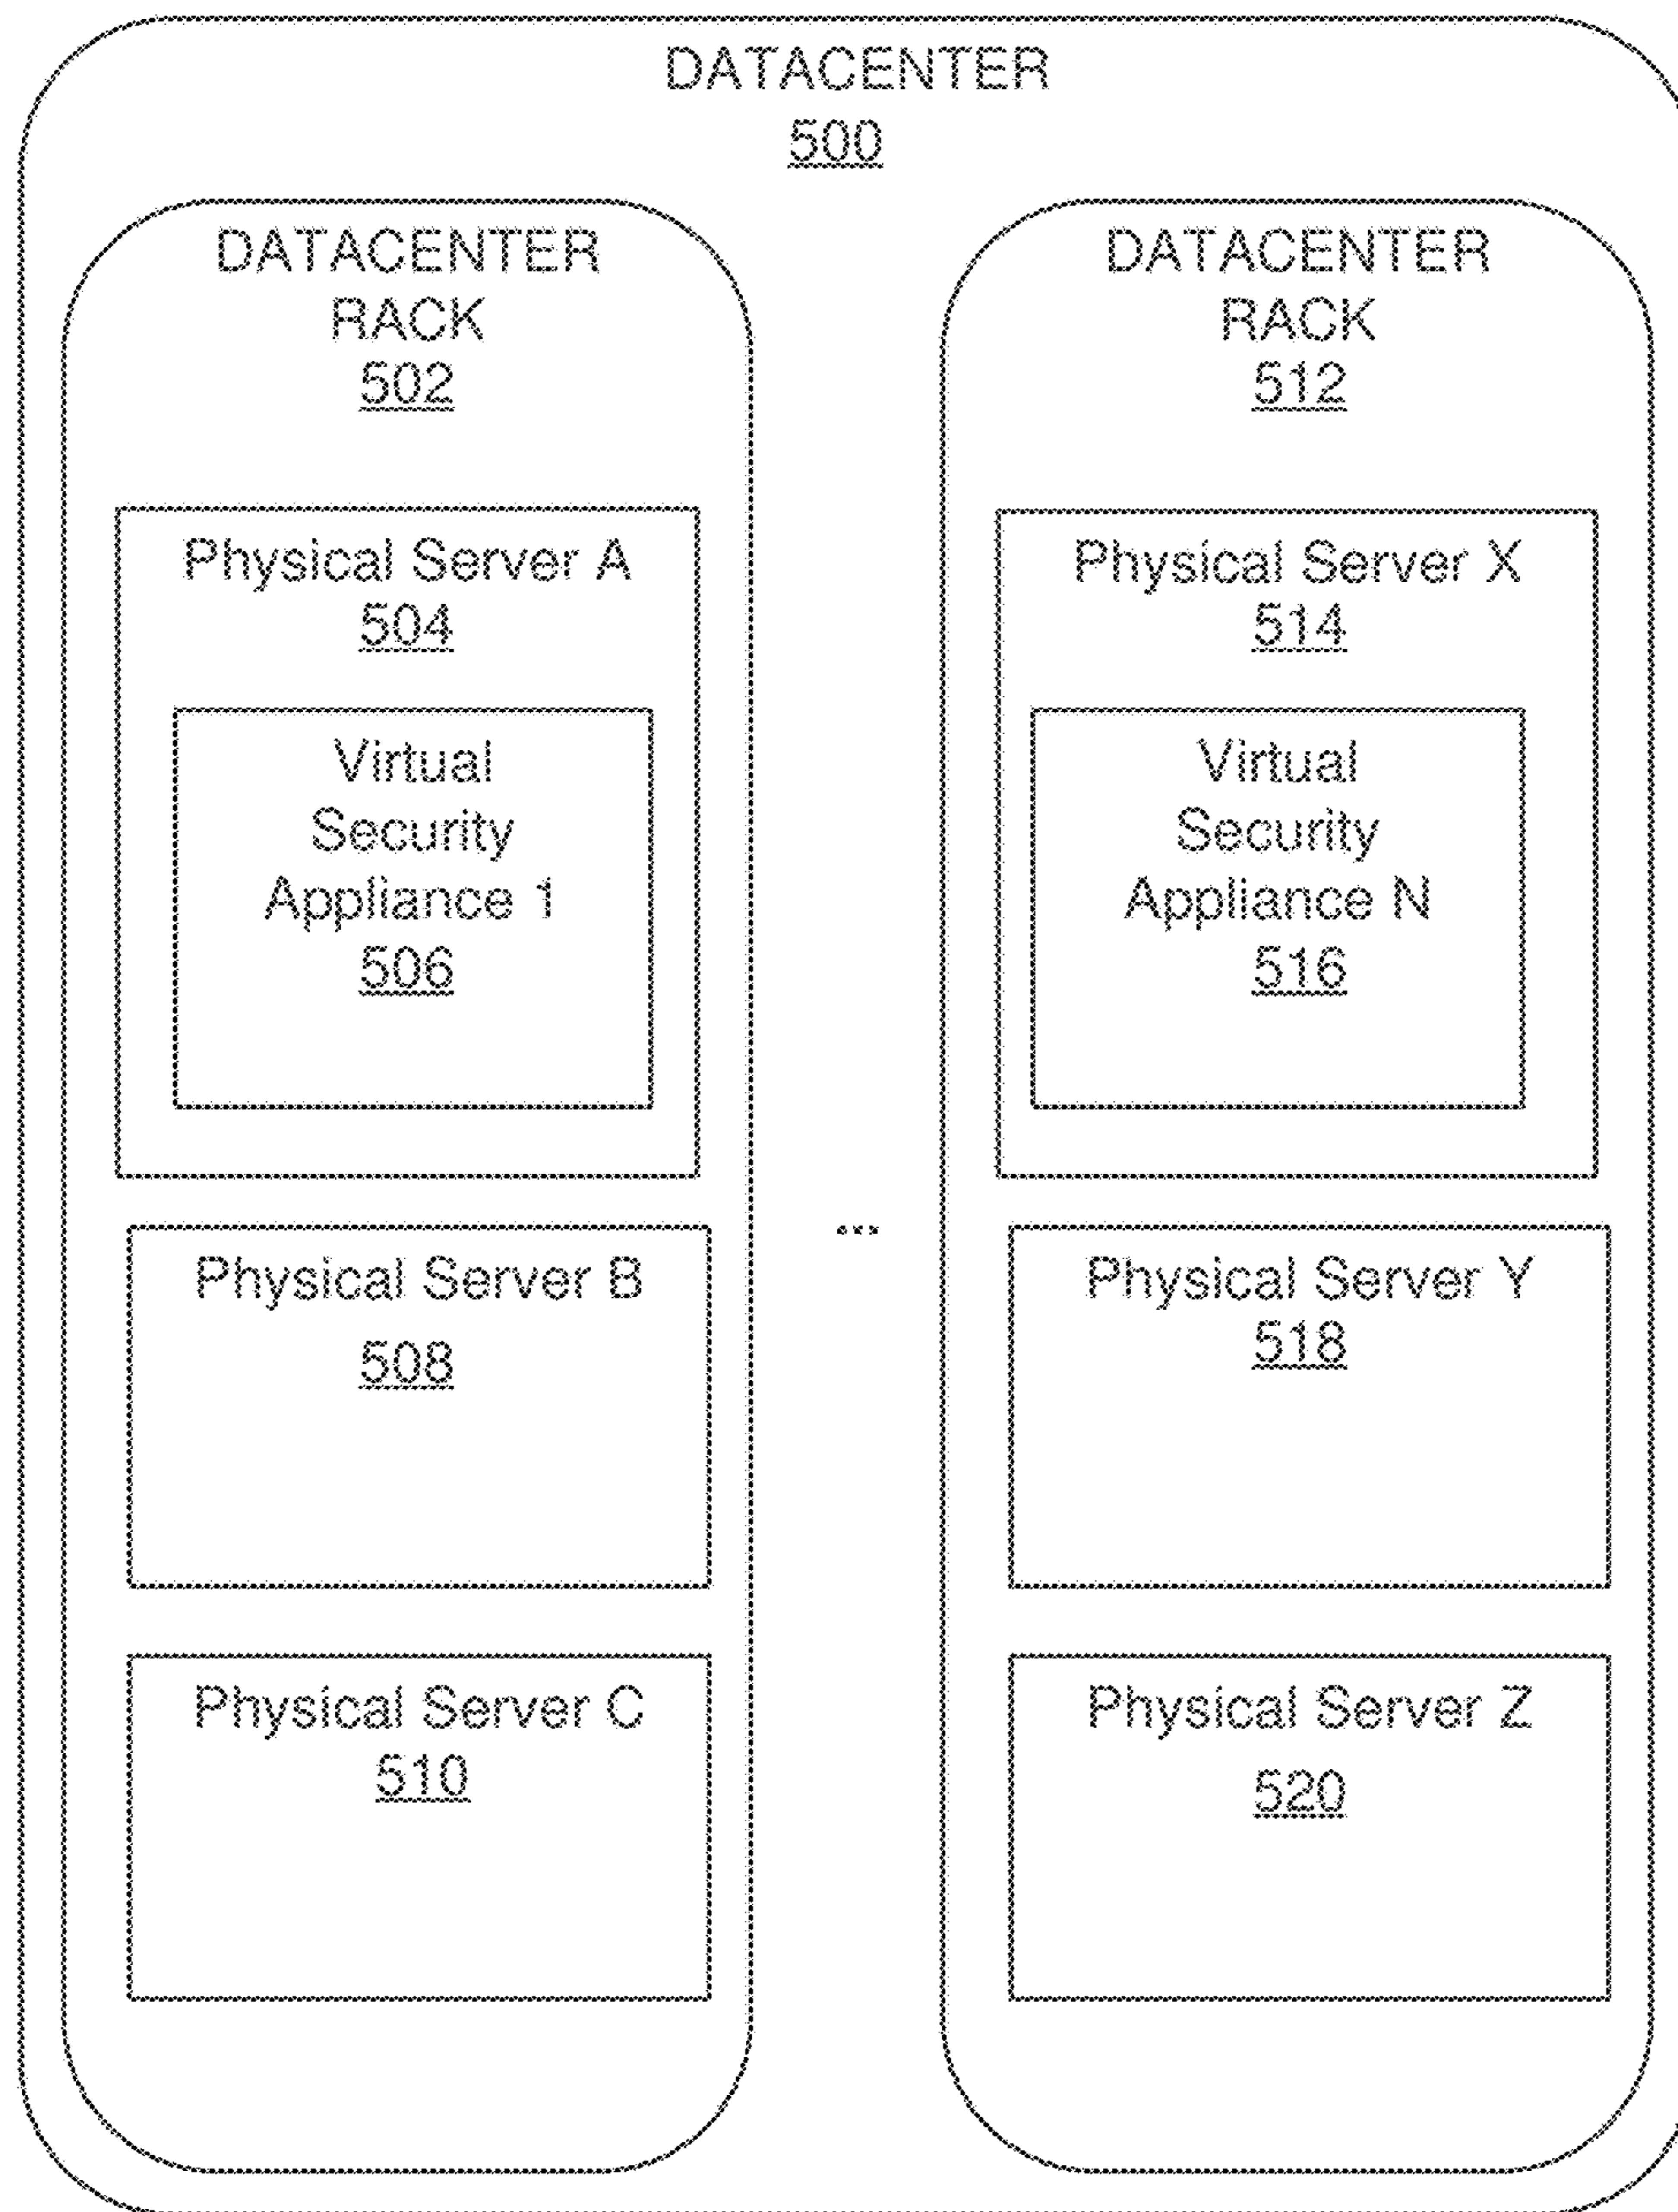 DATACENTER
500
DATACENTER
RACK
502
Physical Server A
504
Virtual
Security
Appliance 1
506
Physical Server B
508
Physical Server C
510
...
DATACENTER
RACK
512
Physical Server X
514
Virtual
Security
Appliance N
516
Physical Server Y
518
Physical Server Z
520